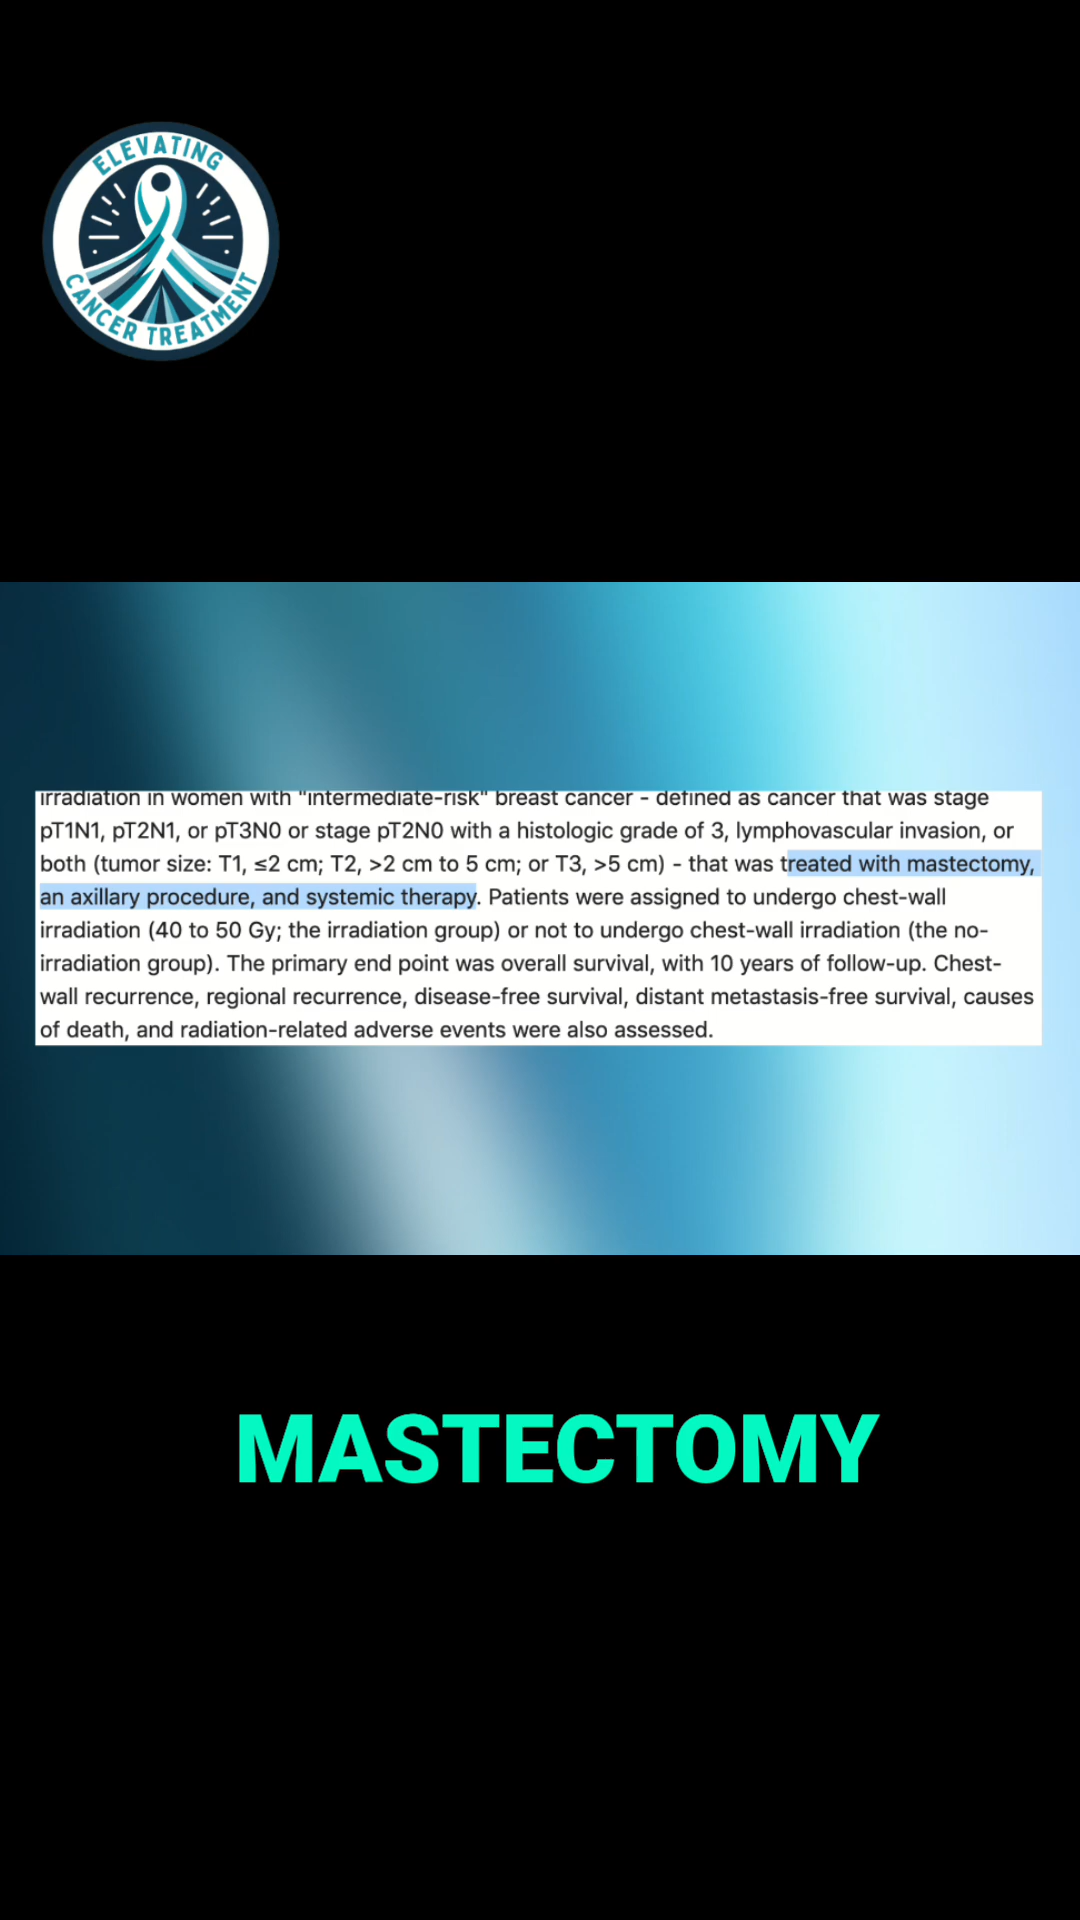 ELEVATING
CANCER TREATMENT
irradiation in women with "intermediate-risk" breast cancer - defined as cancer that was stage
pT1N1, pT2N1, or pT3N0 or stage pT2N0 with a histologic grade of 3, lymphovascular invasion, or
both (tumor size: T1, ≤2 cm; T2, >2 cm to 5 cm; or T3, >5 cm) - that was treated with mastectomy,
an axillary procedure, and systemic therapy. Patients were assigned to undergo chest-wall
irradiation (40 to 50 Gy; the irradiation group) or not to undergo chest-wall irradiation (the no-
irradiation group). The primary end point was overall survival, with 10 years of follow-up. Chest-
wall recurrence, regional recurrence, disease-free survival, distant metastasis-free survival, causes
of death, and radiation-related adverse events were also assessed.
MASTECTOMY